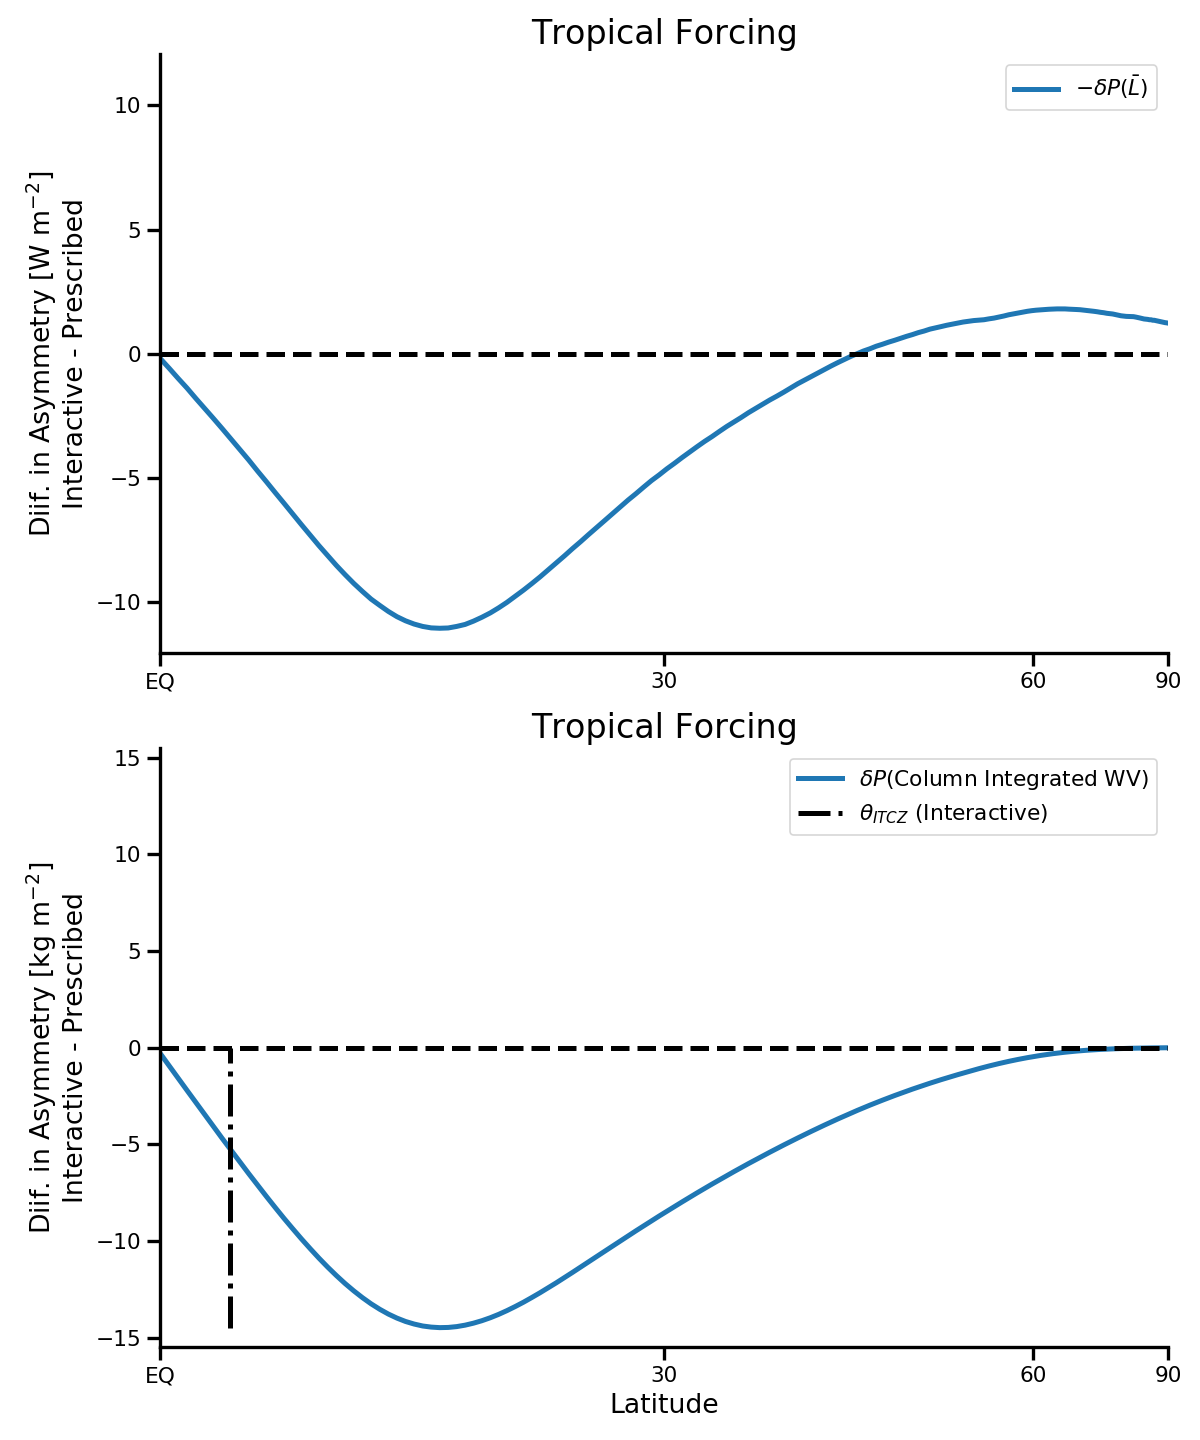 Tropical Forcing
−δP(L̄)
10
5
0
−5
−10
Diif. in Asymmetry [W m⁻²]
Interactive - Prescribed
EQ 30 60 90
Tropical Forcing
δP(Column Integrated WV)
θ_ITCZ (Interactive)
15
10
5
0
−5
−10
−15
Diif. in Asymmetry [kg m⁻²]
Interactive - Prescribed
EQ 30 60 90
Latitude